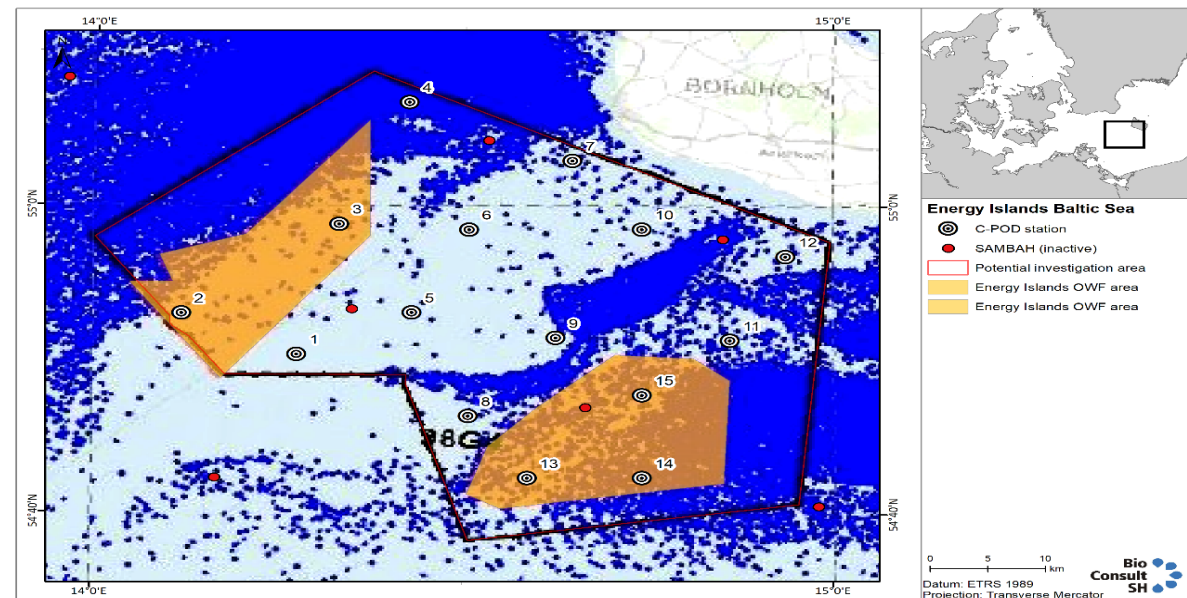 14°0'E
15°0'E
BORNHOLM
4
7
55°0'N
55°0'N
3
6
10
12
2
5
1
9
11
15
8
13
14
54°40'N
54°40'N
14°0'E
15°0'E
Energy Islands Baltic Sea
C-POD station
SAMBAH (inactive)
Potential investigation area
Energy Islands OWF area
Energy Islands OWF area
0 5 10
km
Datum: ETRS 1989
Projection: Transverse Mercator
Bio
Consult
SH